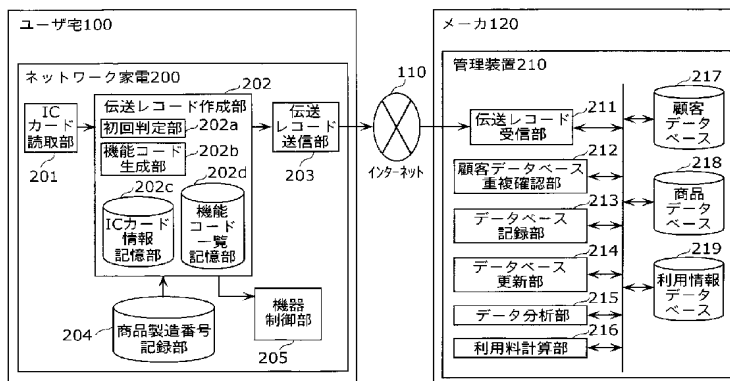 ユーザ宅100
ネットワーク家電200
IC
カード
読取部
201
202
伝送レコード作成部
初回判定部
202a
機能コード
生成部
202b
202c
ICカード
情報
記憶部
202d
機能
コード
一覧
記憶部
伝送
レコード
送信部
203
204
商品製造番号
記録部
機器
制御部
205
110
インターネット
メーカ120
管理装置210
伝送レコード
受信部
211
顧客データベース
重複確認部
212
データベース
記録部
213
データベース
更新部
214
データ分析部
215
利用料計算部
216
217
顧客
データ
ベース
218
商品
データ
ベース
219
利用情報
データ
ベース